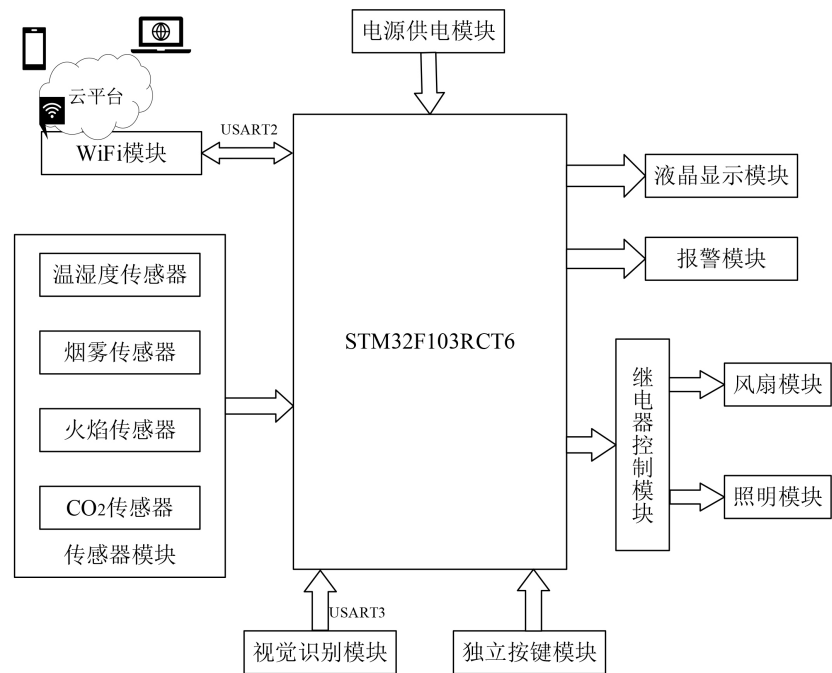 电源供电模块
云平台
USART2
WiFi模块
液晶显示模块
报警模块
温湿度传感器
烟雾传感器
火焰传感器
CO2传感器
传感器模块
STM32F103RCT6
继电器控制模块
风扇模块
照明模块
USART3
视觉识别模块
独立按键模块